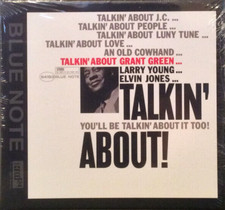 TALKIN' ABOUT J.C. ...
TALKIN' ABOUT PEOPLE ...
TALKIN' ABOUT LUNY TUNE ...
TALKIN' ABOUT LOVE ...
AN OLD COWHAND ...
TALKIN' ABOUT GRANT GREEN ...
LARRY YOUNG ...
ELVIN JONES ...
TALKIN'
YOU'LL BE TALKIN' ABOUT IT TOO!
ABOUT!
BLUE NOTE